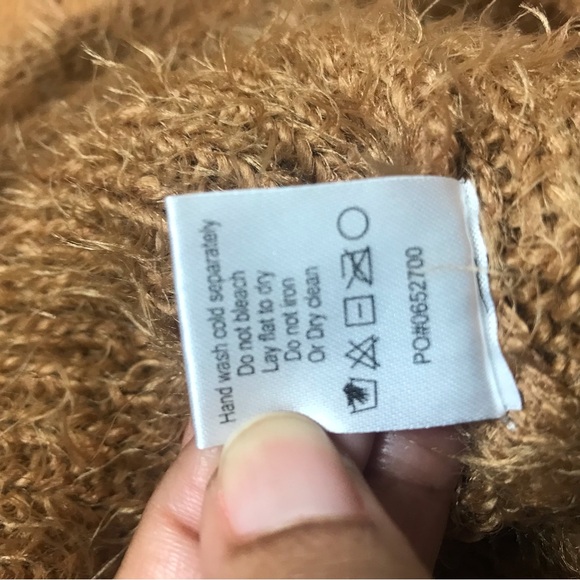 Hand wash cold separately
Do not bleach
Lay flat to dry
Do not iron
Or Dry clean
PO#0652700